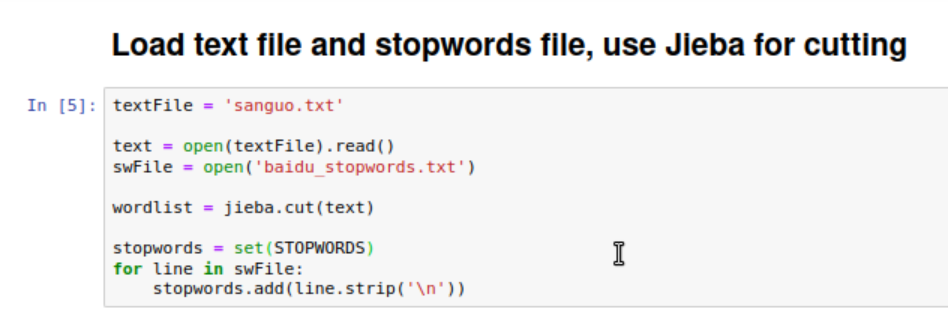 Load text file and stopwords file, use Jieba for cutting
In [5]: textFile = 'sanguo.txt'
text = open(textFile).read()
swFile = open('baidu_stopwords.txt')
wordlist = jieba.cut(text)
stopwords = set(STOPWORDS)
for line in swFile:
    stopwords.add(line.strip('\n'))